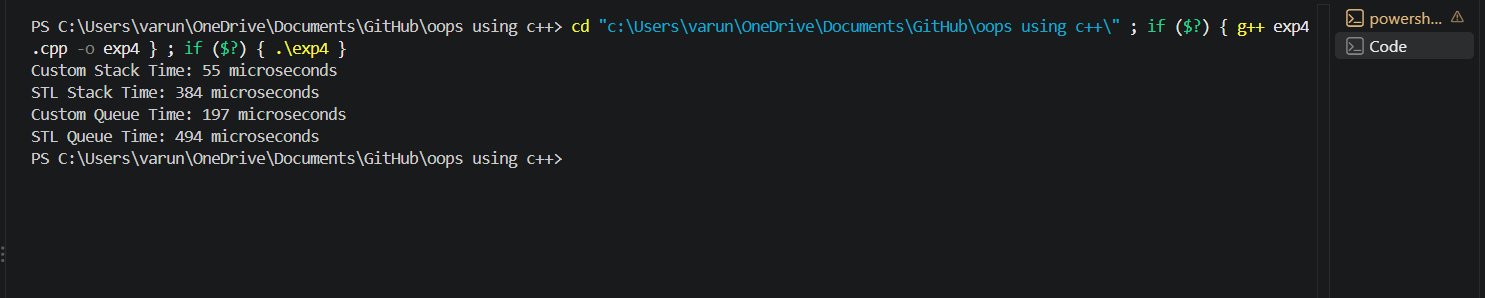 PS C:\Users\varun\OneDrive\Documents\GitHub\oops using c++> cd "c:\Users\varun\OneDrive\Documents\GitHub\oops using c++\" ; if ($?) { g++ exp4
.cpp -o exp4 } ; if ($?) { .\exp4 }
Custom Stack Time: 55 microseconds
STL Stack Time: 384 microseconds
Custom Queue Time: 197 microseconds
STL Queue Time: 494 microseconds
PS C:\Users\varun\OneDrive\Documents\GitHub\oops using c++>
powersh...
Code